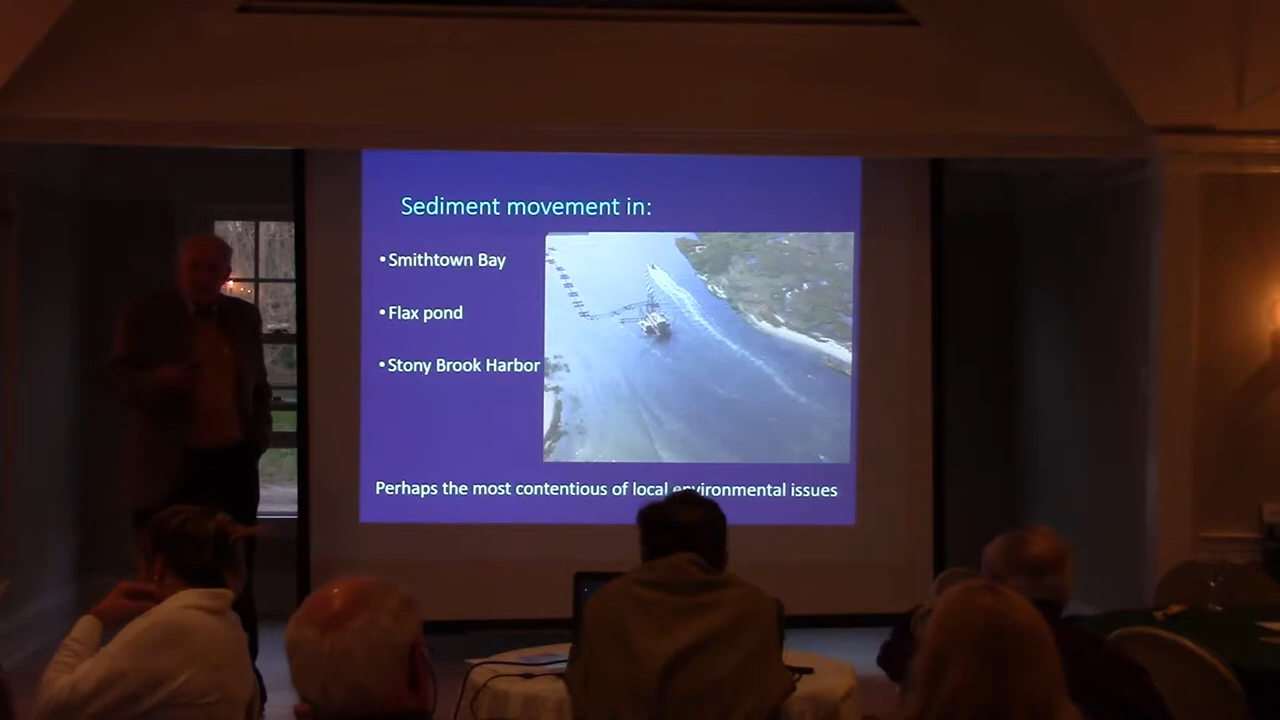 Sediment movement in:
•Smithtown Bay
•Flax pond
•Stony Brook Harbor
Perhaps the most contentious of local environmental issues